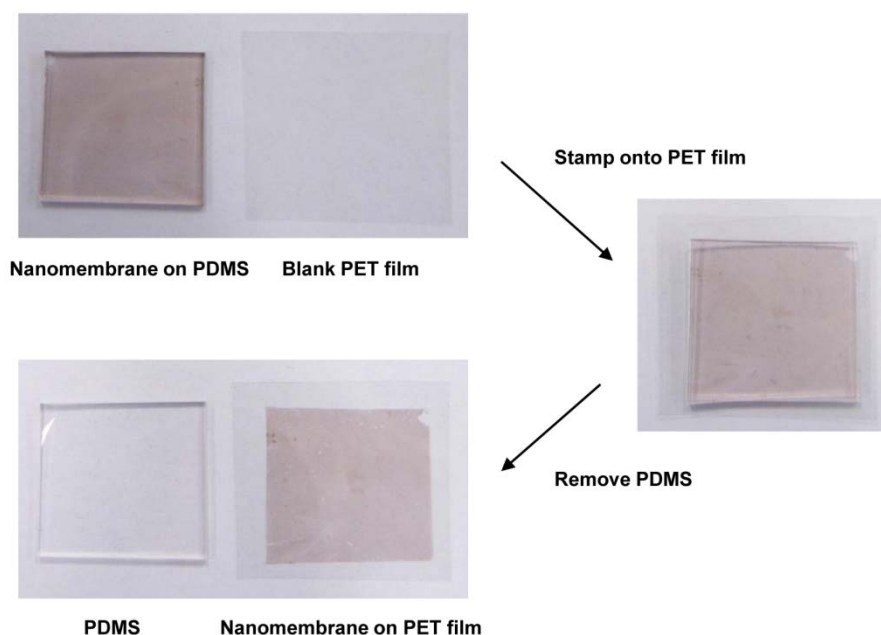 Nanomembrane on PDMS
Blank PET film
Stamp onto PET film
Remove PDMS
PDMS
Nanomembrane on PET film